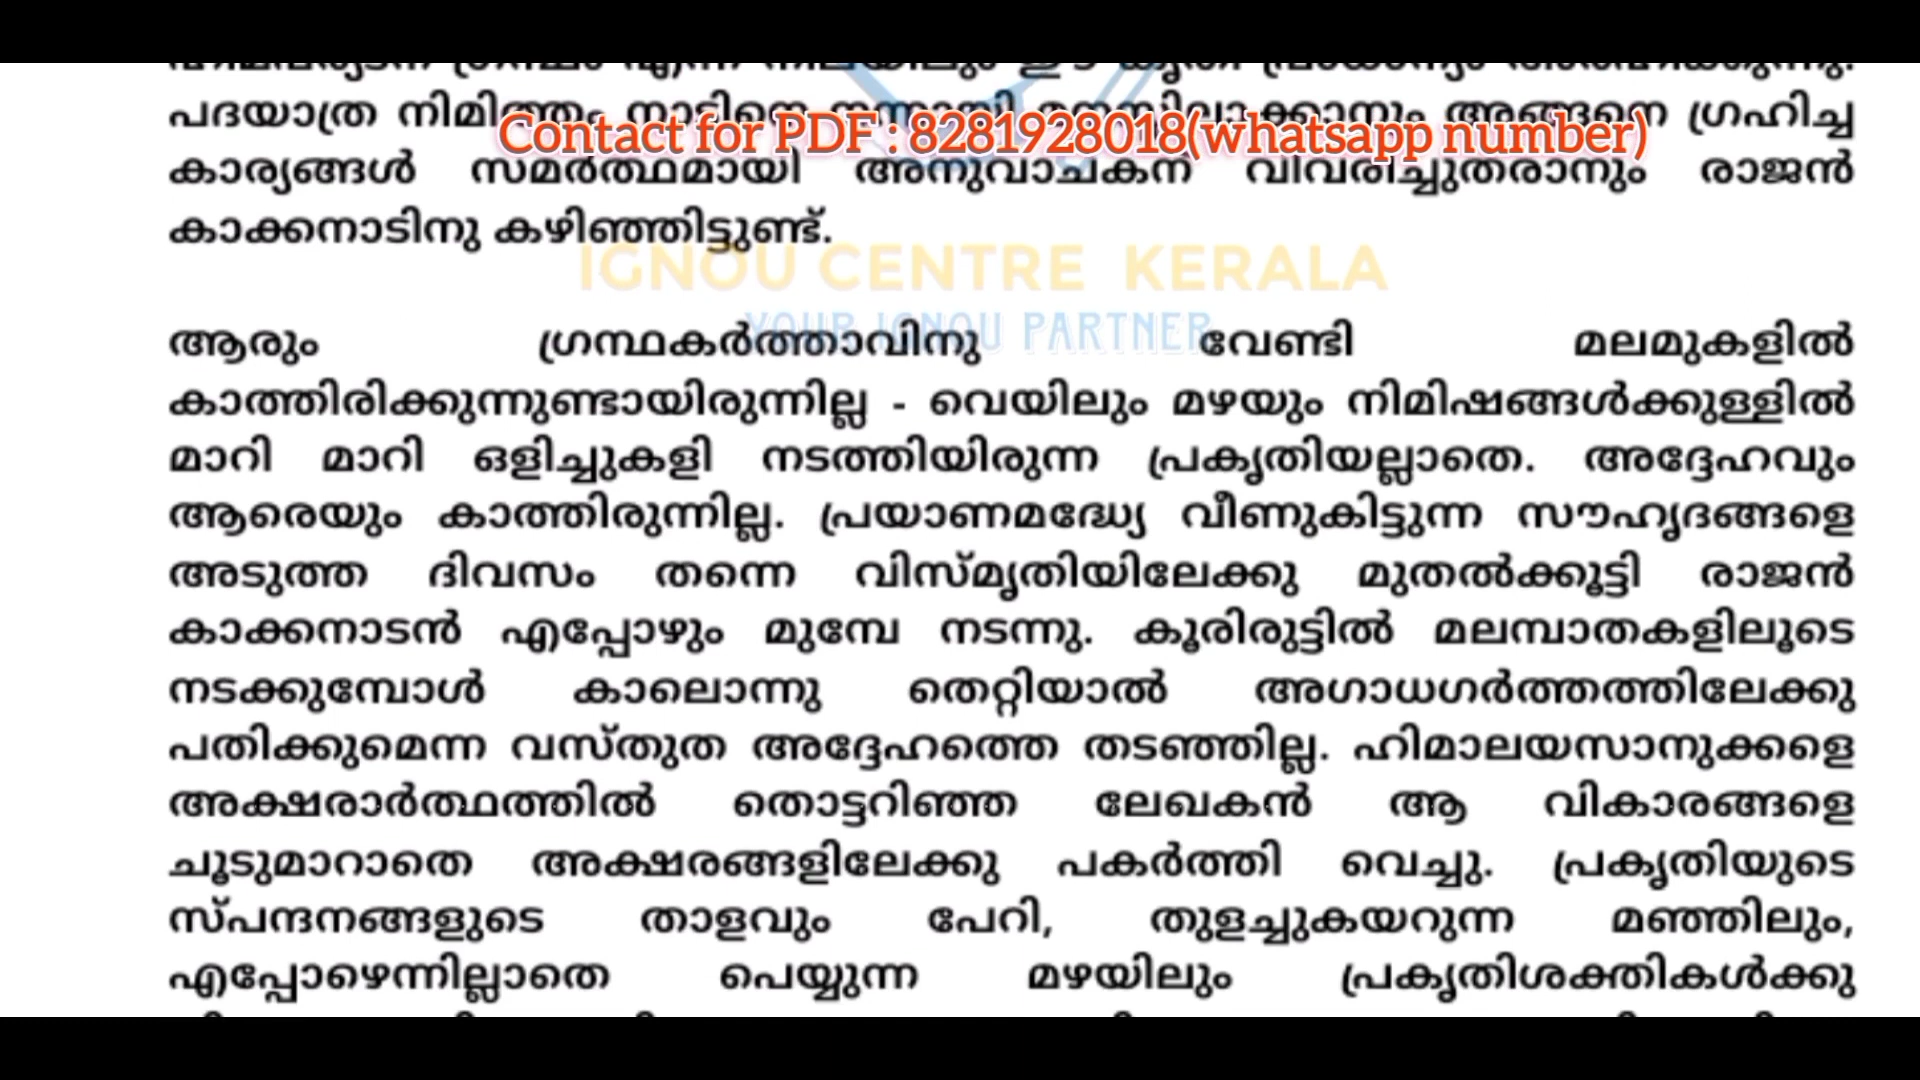 പദയാത്ര നിമിത്തം നാടിനെ നന്നായി മനസ്സിലാക്കാനും അങ്ങനെ ഗ്രഹിച്ച
Contact for PDF : 8281928018(whatsapp number)
കാര്യങ്ങൾ സമർത്ഥമായി അനുവാചകന് വിവരിച്ചുതരാനും രാജൻ
കാക്കനാടിനു കഴിഞ്ഞിട്ടുണ്ട്.
IGNOU CENTRE KERALA
YOUR IGNOU PARTNER
ആരും ഗ്രന്ഥകർത്താവിനു വേണ്ടി മലമുകളിൽ
കാത്തിരിക്കുന്നുണ്ടായിരുന്നില്ല - വെയിലും മഴയും നിമിഷങ്ങൾക്കുള്ളിൽ
മാറി മാറി ഒളിച്ചുകളി നടത്തിയിരുന്ന പ്രകൃതിയല്ലാതെ. അദ്ദേഹവും
ആരെയും കാത്തിരുന്നില്ല. പ്രയാണമദ്ധ്യേ വീണുകിട്ടുന്ന സൗഹൃദങ്ങളെ
അടുത്ത ദിവസം തന്നെ വിസ്മൃതിയിലേക്കു മുതൽക്കൂട്ടി രാജൻ
കാക്കനാടൻ എപ്പോഴും മുമ്പേ നടന്നു. കൂരിരുട്ടിൽ മലമ്പാതകളിലൂടെ
നടക്കുമ്പോൾ കാലൊന്നു തെറ്റിയാൽ അഗാധഗർത്തത്തിലേക്കു
പതിക്കുമെന്ന വസ്തുത അദ്ദേഹത്തെ തടഞ്ഞില്ല. ഹിമാലയസാനുക്കളെ
അക്ഷരാർത്ഥത്തിൽ തൊട്ടറിഞ്ഞ ലേഖകൻ ആ വികാരങ്ങളെ
ചൂടുമാറാതെ അക്ഷരങ്ങളിലേക്കു പകർത്തി വെച്ചു. പ്രകൃതിയുടെ
സ്പന്ദനങ്ങളുടെ താളവും പേറി, തുളച്ചുകയറുന്ന മഞ്ഞിലും,
എപ്പോഴെന്നില്ലാതെ പെയ്യുന്ന മഴയിലും പ്രകൃതിശക്തികൾക്കു